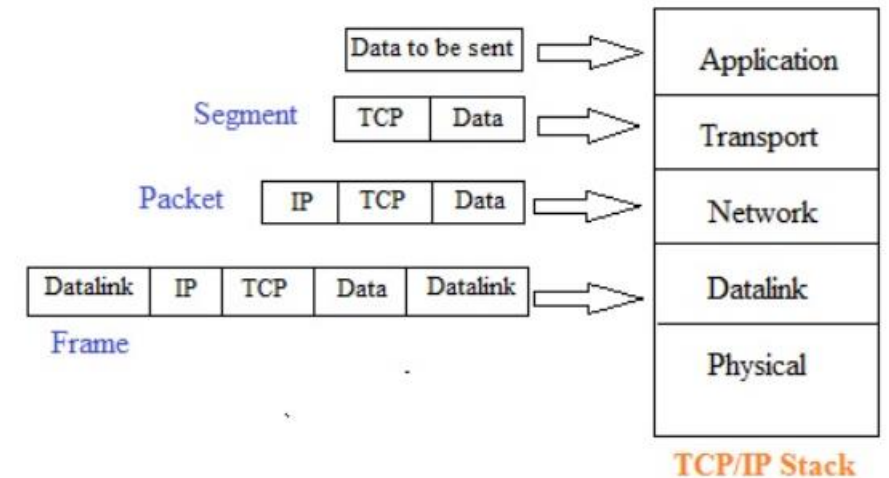 Data to be sent
Application
Segment
TCP Data
Transport
Packet
IP TCP Data
Network
Datalink IP TCP Data Datalink
Datalink
Frame
Physical
TCP/IP Stack